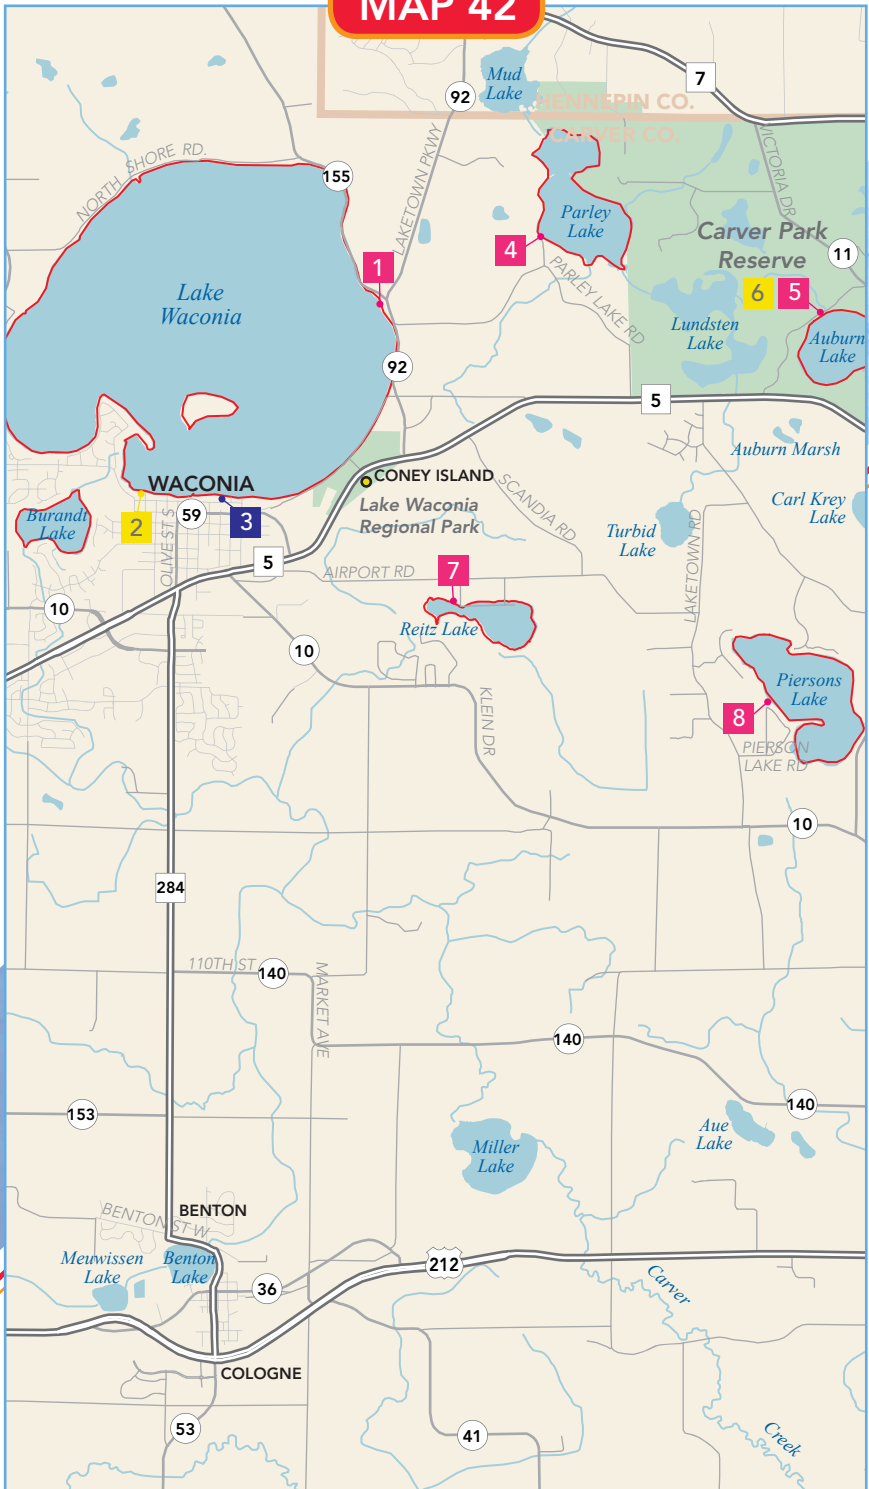 MAP 42
Mud
Lake
7
92
HENNEPIN CO.
CARVER CO.
NORTH SHORE RD.
155
LAKETOWN PKWY
VICTORIA DR
Parley
Lake
4
Carver Park
Reserve
11
1
PARLEY LAKE RD
6
5
Lake
Waconia
Lundsten
Lake
Auburn
Lake
92
5
Auburn Marsh
WACONIA
CONEY ISLAND
Lake Waconia
Regional Park
SCANDIA RD
Carl Krey
Lake
Burandt
Lake
2
59
3
OLIVE ST S
Turbid
Lake
LAKETOWN RD
5
AIRPORT RD
7
10
Reitz Lake
10
KLEIN DR
Piersons
Lake
8
PIERSON
LAKE RD
10
284
110TH ST
140
MARKET AVE
140
153
140
Aue
Lake
Miller
Lake
BENTON
BENTON ST W
Meuwissen
Lake
Benton
Lake
212
36
Carver
COLOGNE
53
41
Creek